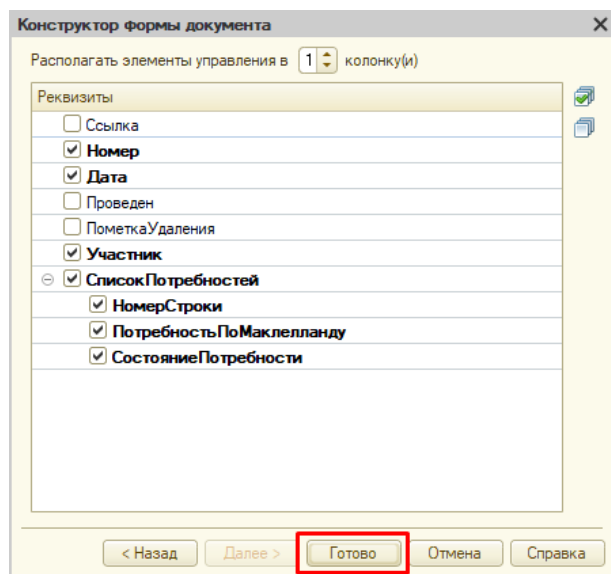 Конструктор формы документа
Располагать элементы управления в 1 колонку(и)
Реквизиты
Ссылка
Номер
Дата
Проведен
ПометкаУдаления
Участник
СписокПотребностей
НомерСтроки
ПотребностьПоМаклелланду
СостояниеПотребности
< Назад Далее > Готово Отмена Справка